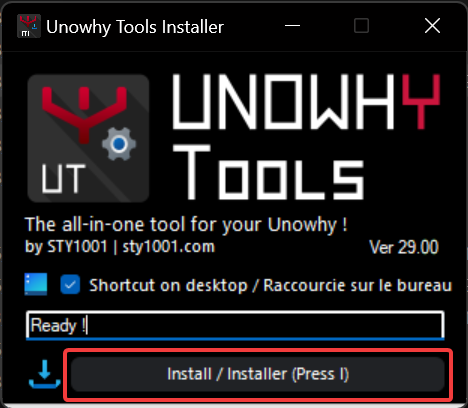 Unowhy Tools Installer
UNOWHY
UT
Tools
The all-in-one tool for your Unowhy !
by STY1001 | sty1001.com
Ver 29.00
Shortcut on desktop / Raccourcie sur le bureau
Ready !
Install / Installer (Press I)